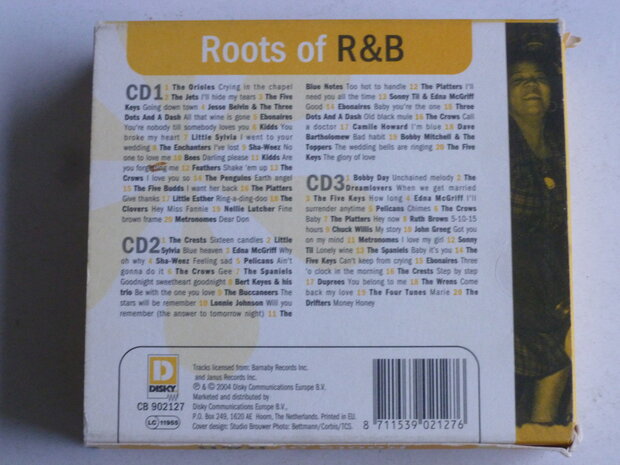 Roots of R&B
CD1 1 The Orioles Crying in the chapel
2 The Jets I'll hide my tears 3 The Five
Keys Going down town 4 Jesse Belvin & The Three
Dots And A Dash All that wine is gone 5 Ebonaires
You're nobody till somebody loves you 6 Kidds You
broke my heart 7 Little Sylvia I went to your
wedding 8 The Enchanters I've lost 9 Sha-Weez No
one to love me 10 Bees Darling please 11 Kidds Are
you me 12 Feathers Shake 'em up 13 The
Crows I love you so 14 The Penguins Earth angel
15 The Five Budds I want her back 16 The Platters
Give thanks 17 Little Esther Ring-a-ding-doo 18 The
Clovers Hey Miss Fannie 19 Nellie Lutcher Fine
brown frame 20 Metronomes Dear Don
CD2 1 The Crests Sixteen candies 2 Little
Sylvia Blue heaven 3 Edna McGriff Why
oh why 4 Sha-Weez Feeling sad 5 Pelicans Ain't
gonna do it 6 The Crows Gee 7 The Spaniels
Goodnight sweetheart goodnight 8 Bert Keyes & his
trio Be with the one you love 9 The Buccaneers The
stars will be remember 10 Lonnie Johnson Will you
remember (the answer to tomorrow night) 11 The
Blue Notes Too hot to handle 12 The Platters I'll
need you all the time 13 Sonny Til & Edna McGriff
Good 14 Ebonaires Baby you're the one 15 Three
Dots And A Dash Old black mule 16 The Crows Call
a doctor 17 Camille Howard I'm blue 18 Dave
Bartholomew Bad habit 19 Bobby Mitchell & The
Toppers The wedding bells are ringing 20 The Five
Keys The glory of love
CD3 1 Bobby Day Unchained melody 2 The
Dreamlovers When we get married
3 The Five Keys How long 4 Edna McGriff I'll
surrender anytime 5 Pelicans Chimes 6 The Crows
Baby 7 The Platters Hey now 8 Ruth Brown 5-10-15
hours 9 Chuck Willis My story 10 John Greer Got you
on my mind 11 Metronomes I love my girl 12 Sonny
Til Lonely wine 13 The Spaniels Baby it's you 14 The
Five Keys Can't keep from crying 15 Ebonaires Three
'o clock in the morning 16 The Crests Step by step
17 Duprees You belong to me 18 The Wrens Come
back my love 19 The Four Tunes Marie 20 The
Drifters Money Honey
D
DISKY
CB 902127
LC 11955
Tracks licensed from: Barnaby Records Inc.
and Janus Records Inc.
℗ & © 2004 Disky Communications Europe B.V.
Marketed and distributed by
Disky Communications Europe B.V.
P.O. Box 249, 1620 AE Hoorn, The Netherlands. Printed in EU.
Cover design: Studio Brouwer Photo: Bettmann/Corbis/TCS.
8 711539 021276